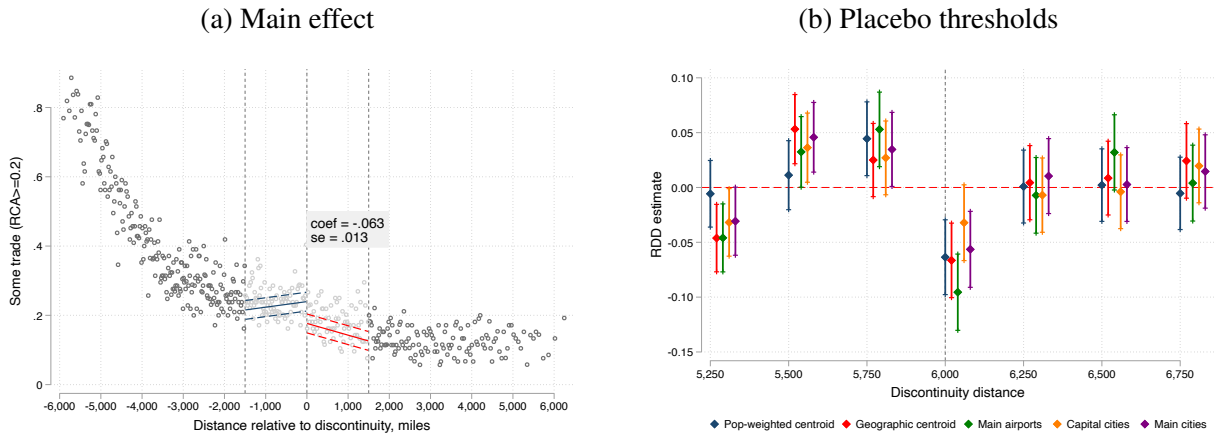 (a) Main effect
Some trade (RCA>=0.2)
.8
.6
.4
.2
0
coef = -.063
se = .013
-6,000 -5,000 -4,000 -3,000 -2,000 -1,000 0 1,000 2,000 3,000 4,000 5,000 6,000
Distance relative to discontinuity, miles
(b) Placebo thresholds
RDD estimate
0.10
0.05
0.00
-0.05
-0.10
-0.15
5,250 5,500 5,750 6,000 6,250 6,500 6,750
Discontinuity distance
Pop-weighted centroid Geographic centroid Main airports Capital cities Main cities